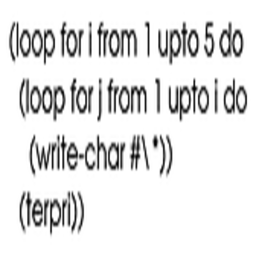 (loop for i from 1 upto 5 do
(loop for j from 1 upto i do
(write-char #\*))
(terpri))